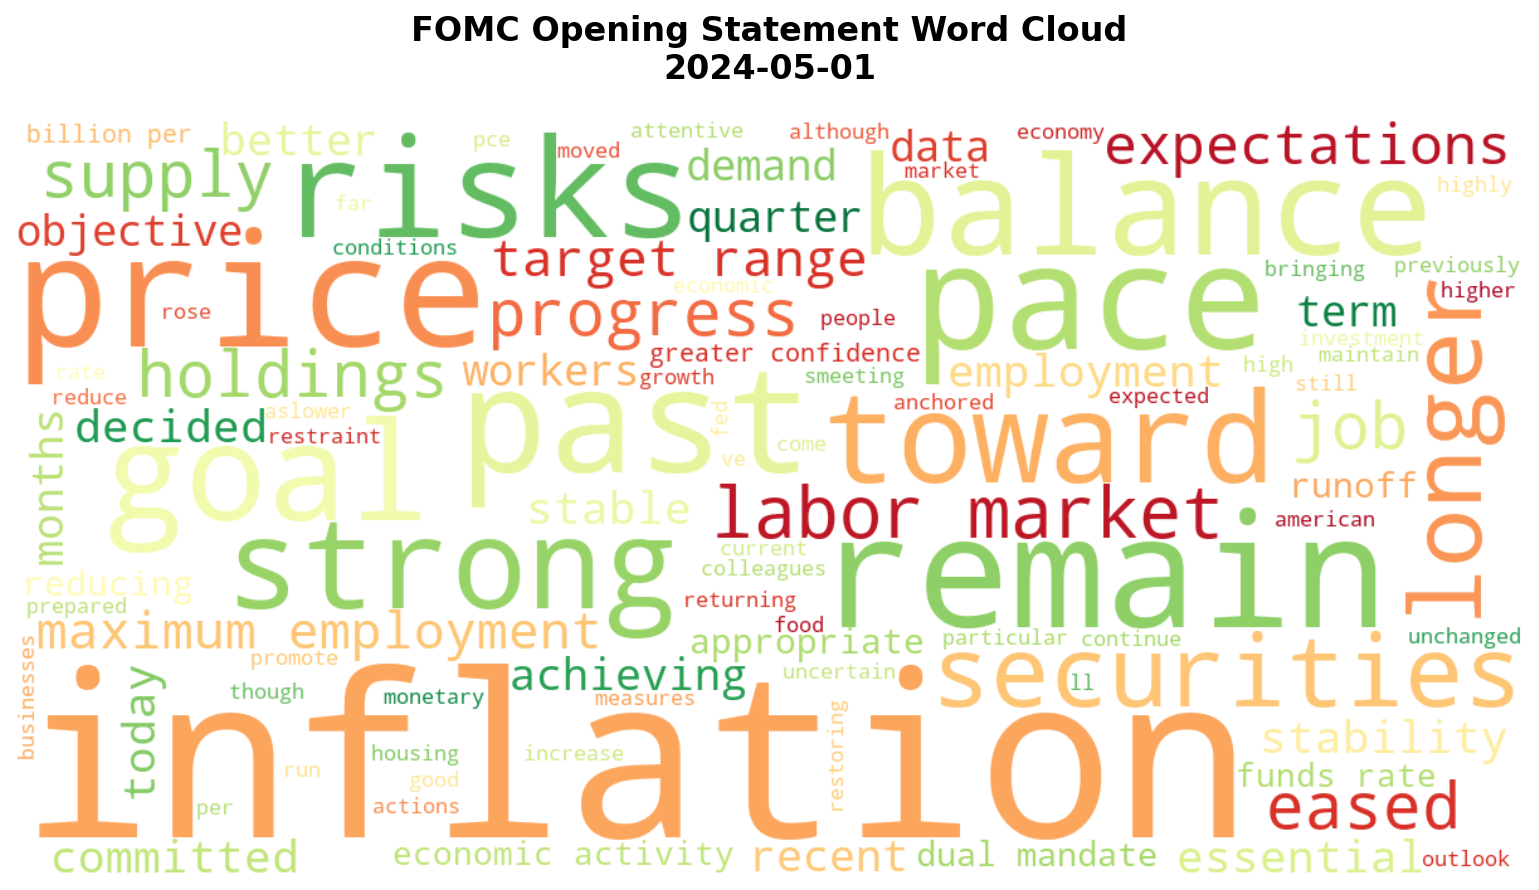 FOMC Opening Statement Word Cloud
2024-05-01
billion per
better
pce
moved
attentive
although
data
economy
expectations
supply
risks
demand
market
balance
highly
far
objective
quarter
conditions
target range
price
pace
bringing
previously
economic
higher
rose
progress
people
term
longer
investment
greater confidence
maintain
holdings
workers
growth
smeeting
employment
high
still
rate
reduce
past
toward
anchored
expected
aslower
fed
job
decided
restraint
come
months
goal
ve
runoff
stable
labor market
american
strong
remain
current
colleagues
reducing
prepared
returning
food
maximum employment
appropriate
particular
continue
unchanged
businesses
promote
inflation
achieving
uncertain
securities
today
though
monetary
measures
ll
restoring
stability
housing
increase
run
good
funds rate
per
actions
eased
committed
economic activity
recent
dual mandate
essential
outlook